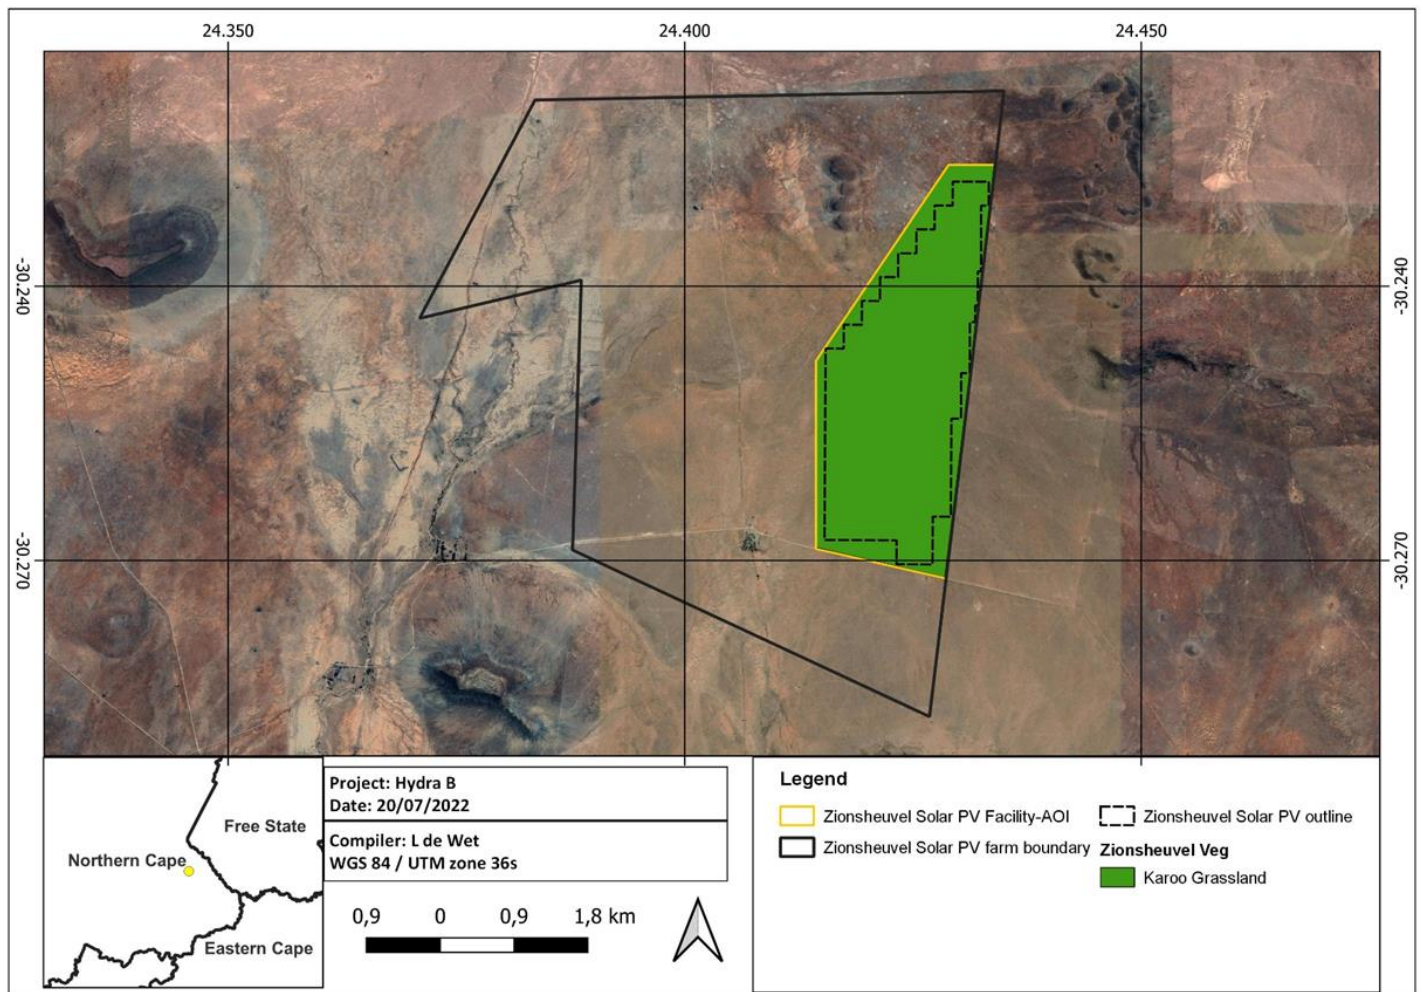 24.350 24.400 24.450
-30.240 -30.240
-30.270 -30.270
Free State
Northern Cape
Eastern Cape
Project: Hydra B
Date: 20/07/2022
Compiler: L de Wet
WGS 84 / UTM zone 36s
0,9 0 0,9 1,8 km
Legend
Zionsheuvel Solar PV Facility-AOI
Zionsheuvel Solar PV farm boundary
Zionsheuvel Solar PV outline
Zionsheuvel Veg
Karoo Grassland